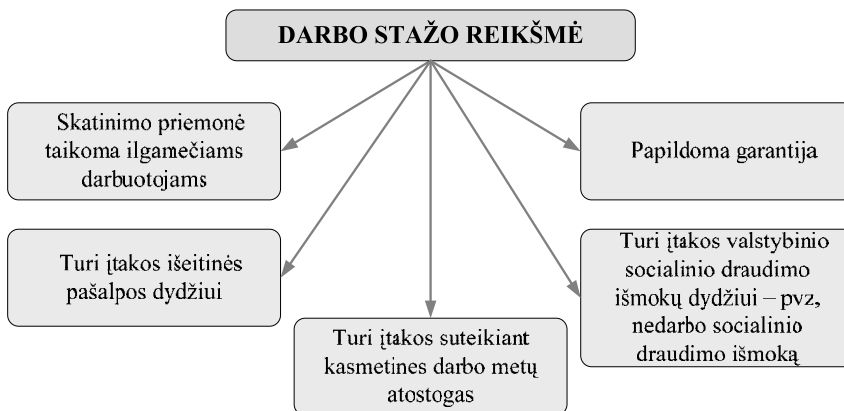 DARBO STAŽO REIKŠMĖ
Skatinimo priemonė
taikoma ilgamečiams
darbuotojams
Papildoma garantija
Turi įtakos išeitinės
pašalpos dydžiui
Turi įtakos valstybinio
socialinio draudimo
išmokų dydžiui – pvz,
nedarbo socialinio
draudimo išmoką
Turi įtakos suteikiant
kasmetines darbo metų
atostogas